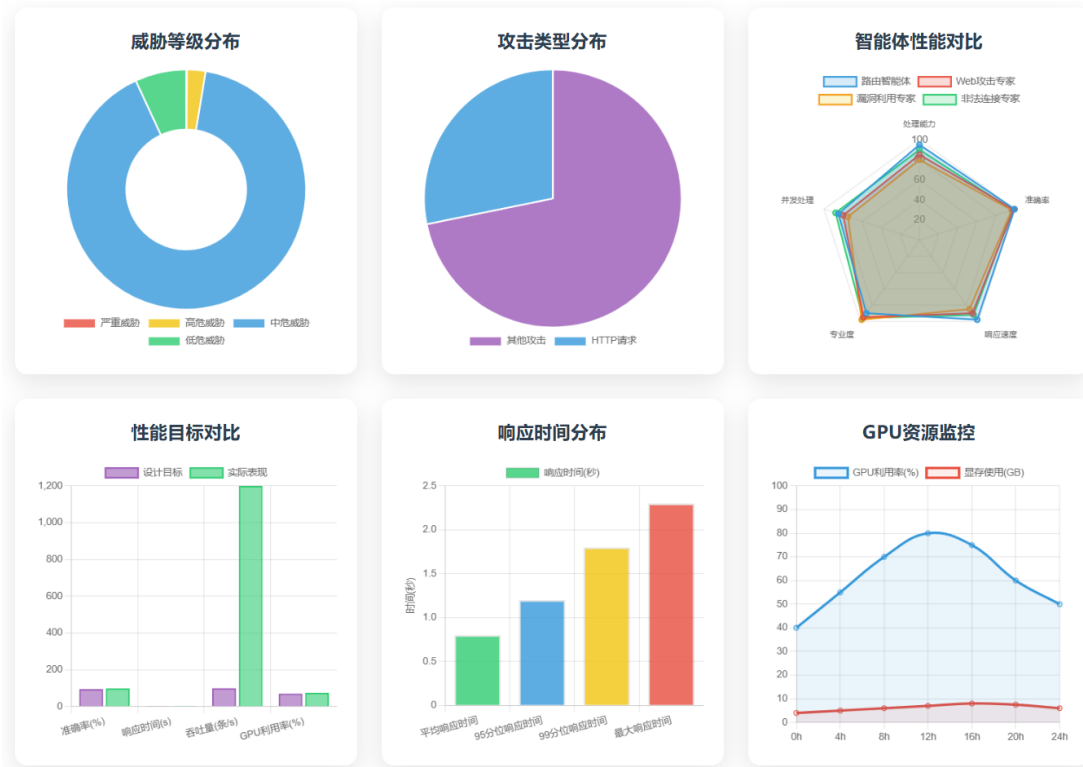 威胁等级分布
严重威胁 高危威胁 中危威胁
低危威胁
攻击类型分布
其他攻击 HTTP请求
智能体性能对比
路由智能体 Web攻击专家
漏洞利用专家 非法连接专家
处理能力
100
60
40
20
并发处理
准确率
专业度
响应速度
性能目标对比
设计目标 实际表现
1,200
1,000
800
600
400
200
0
准确率(%) 响应时间(s) 吞吐量(条/s) GPU利用率(%)
响应时间分布
响应时间(秒)
时间(秒)
2.5
2.0
1.5
1.0
0.5
0
平均响应时间 95分位响应时间 99分位响应时间 最大响应时间
GPU资源监控
GPU利用率(%) 显存使用(GB)
100
90
80
70
60
50
40
30
20
10
0
0h 4h 8h 12h 16h 20h 24h